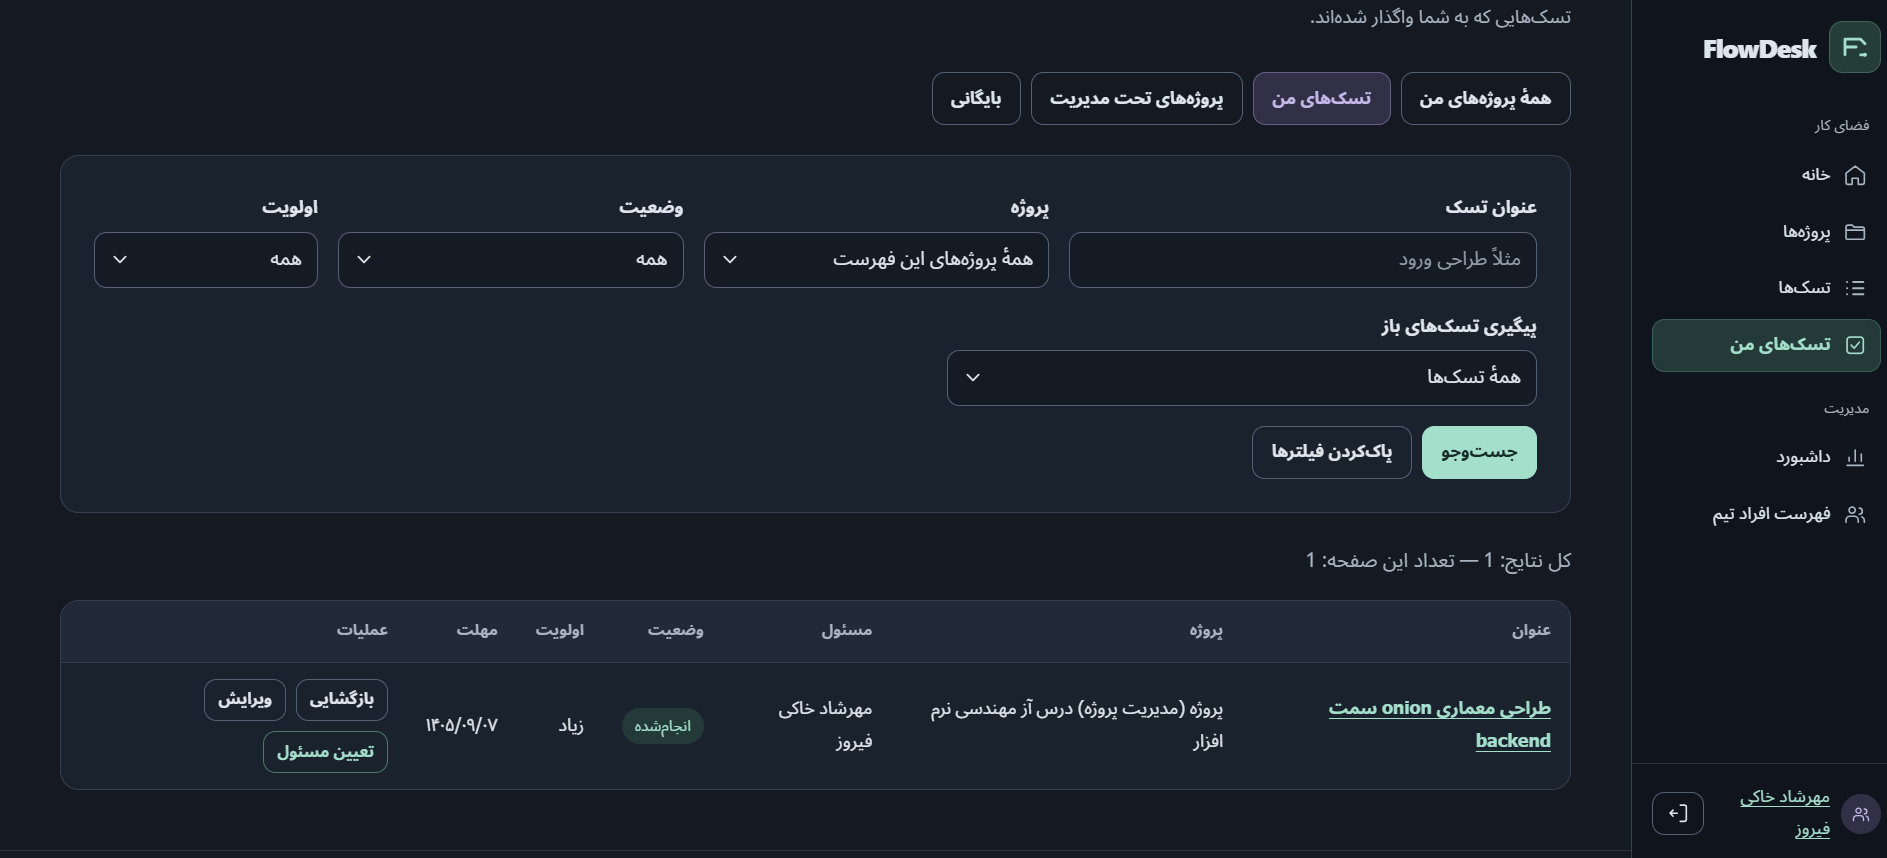 FlowDesk
فضای کار
خانه
پروژه‌ها
تسک‌ها
تسک‌های من
مدیریت
داشبورد
فهرست افراد تیم
مهرشاد خاکی
فیروز
تسک‌هایی که به شما واگذار شده‌اند.
همهٔ پروژه‌های من
تسک‌های من
پروژه‌های تحت مدیریت
بایگانی
عنوان تسک
پروژه
وضعیت
اولویت
مثلاً طراحی ورود
همهٔ پروژه‌های این فهرست
همه
همه
پیگیری تسک‌های باز
همهٔ تسک‌ها
جست‌وجو
پاک‌کردن فیلترها
کل نتایج: 1 — تعداد این صفحه: 1
عنوان
پروژه
مسئول
وضعیت
اولویت
مهلت
عملیات
طراحی معماری onion سمت
backend
پروژه (مدیریت پروژه) درس آز مهندسی نرم
افزار
مهرشاد خاکی
فیروز
انجام‌شده
زیاد
۱۴۰۵/۰۹/۰۷
بازگشایی
ویرایش
تعیین مسئول